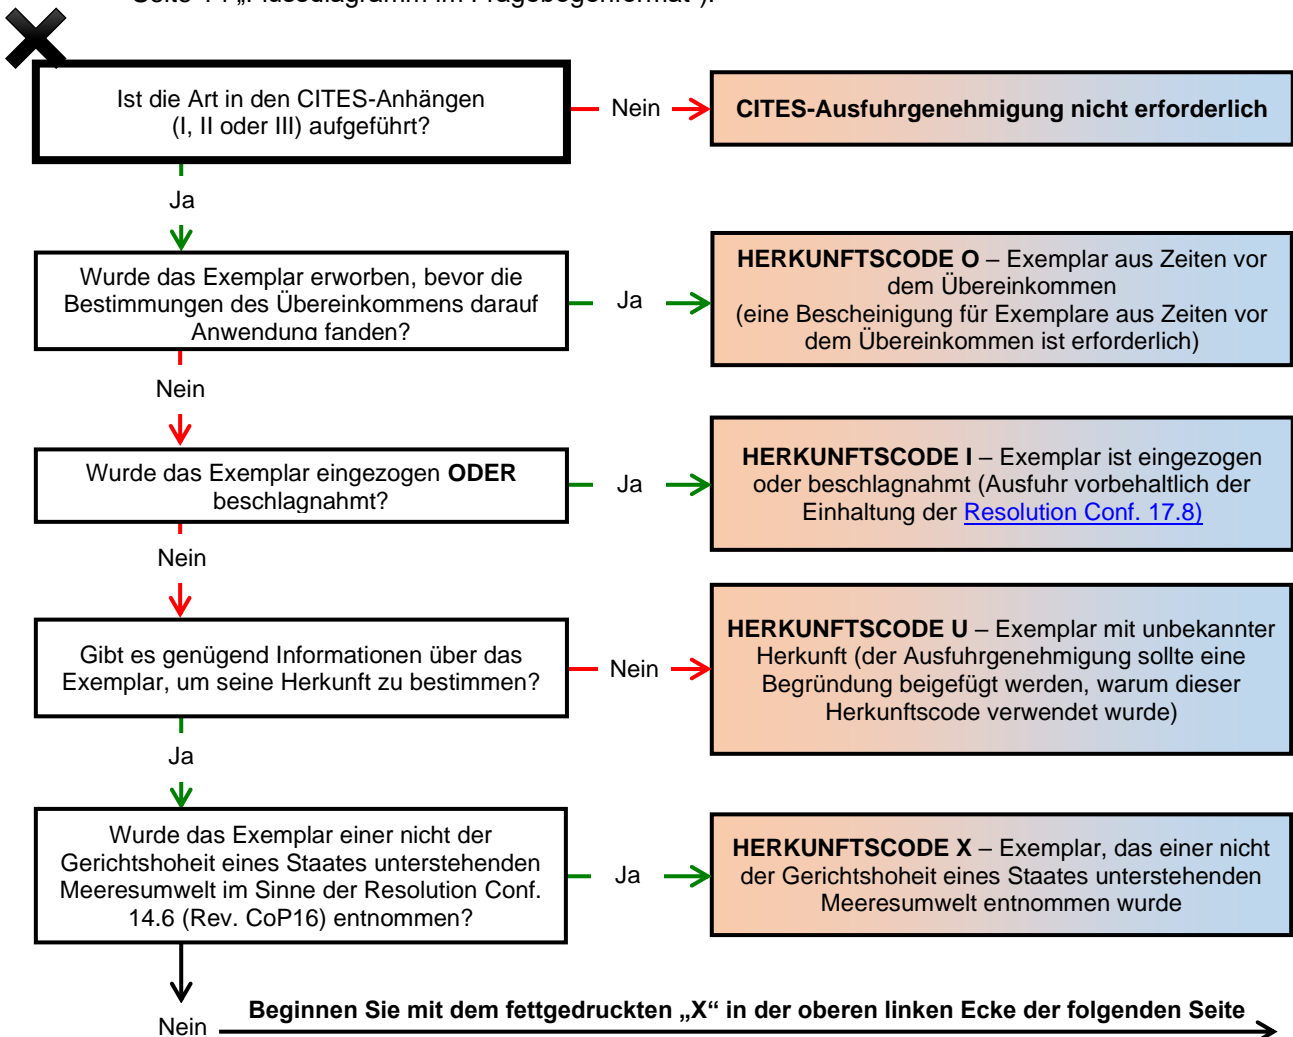 Seite 14 „Flussdiagramm im Fragebogenformat“).
Ist die Art in den CITES-Anhängen
(I, II oder III) aufgeführt?
Nein
CITES-Ausfuhrgenehmigung nicht erforderlich
Ja
Wurde das Exemplar erworben, bevor die
Bestimmungen des Übereinkommens darauf
Anwendung fanden?
Ja
HERKUNFTSCODE O – Exemplar aus Zeiten vor
dem Übereinkommen
(eine Bescheinigung für Exemplare aus Zeiten vor
dem Übereinkommen ist erforderlich)
Nein
Wurde das Exemplar eingezogen ODER
beschlagnahmt?
Ja
HERKUNFTSCODE I – Exemplar ist eingezogen
oder beschlagnahmt (Ausfuhr vorbehaltlich der
Einhaltung der Resolution Conf. 17.8)
Nein
Gibt es genügend Informationen über das
Exemplar, um seine Herkunft zu bestimmen?
Nein
HERKUNFTSCODE U – Exemplar mit unbekannter
Herkunft (der Ausfuhrgenehmigung sollte eine
Begründung beigefügt werden, warum dieser
Herkunftscode verwendet wurde)
Ja
Wurde das Exemplar einer nicht der
Gerichtshoheit eines Staates unterstehenden
Meeresumwelt im Sinne der Resolution Conf.
14.6 (Rev. CoP16) entnommen?
Ja
HERKUNFTSCODE X – Exemplar, das einer nicht
der Gerichtshoheit eines Staates unterstehenden
Meeresumwelt entnommen wurde
Nein
Beginnen Sie mit dem fettgedruckten „X“ in der oberen linken Ecke der folgenden Seite